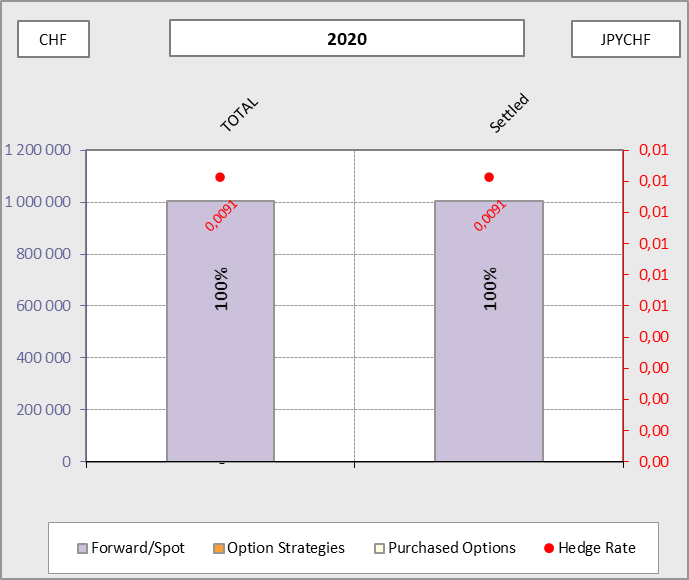 CHF
2020
JPYCHF
TOTAL
Settled
1 200 000
1 000 000
800 000
600 000
400 000
200 000
0
0,01
0,01
0,01
0,01
0,01
0,01
0,00
0,00
0,00
0,00
0,00
0,0091
0,0091
100%
100%
-
Forward/Spot
Option Strategies
Purchased Options
Hedge Rate